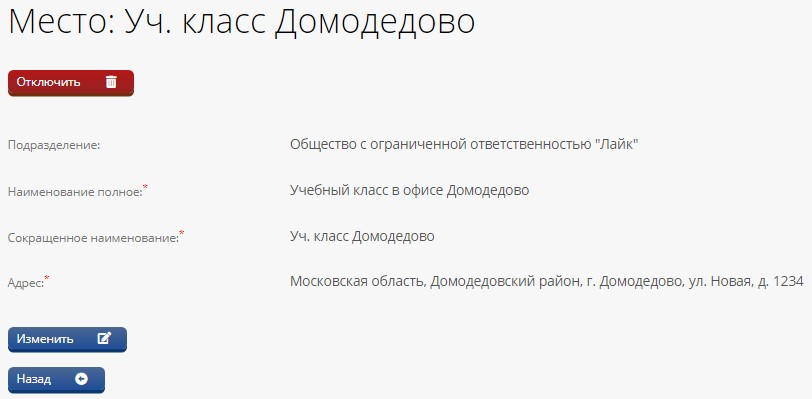 Место: Уч. класс Домодедово
Отключить
Подразделение: Общество с ограниченной ответственностью "Лайк"
Наименование полное:* Учебный класс в офисе Домодедово
Сокращенное наименование:* Уч. класс Домодедово
Адрес:* Московская область, Домодедовский район, г. Домодедово, ул. Новая, д. 1234
Изменить
Назад